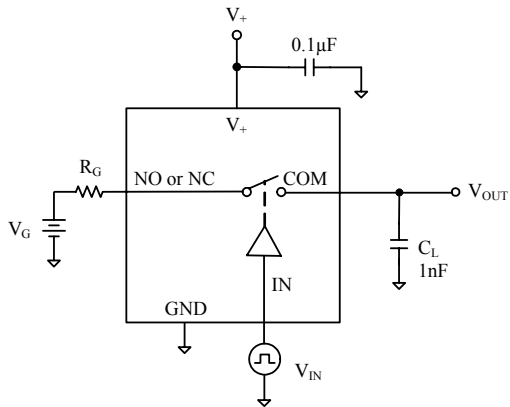 V+
0.1µF
V+
RG
NO or NC
COM
VOUT
VG
CL
1nF
IN
GND
VIN